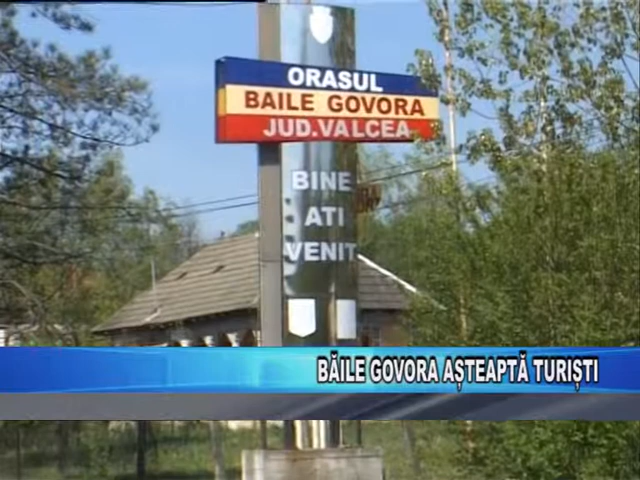 ORASUL
BAILE GOVORA
JUD.VALCEA
BINE
ATI
VENIT
BĂILE GOVORA AȘTEAPTĂ TURIȘTI